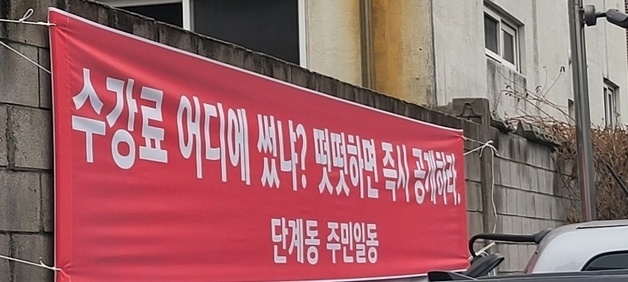 수강료 어디에 썼냐? 떳떳하면 즉시 공개하라.
단계동 주민일동